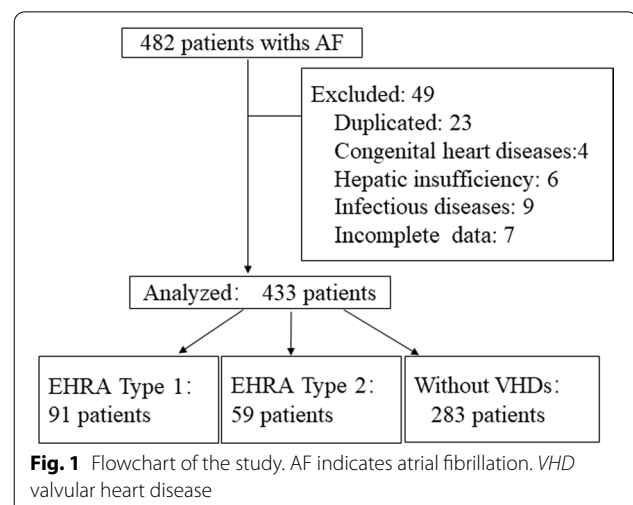 482 patients withs AF
Excluded: 49
Duplicated: 23
Congenital heart diseases:4
Hepatic insufficiency: 6
Infectious diseases: 9
Incomplete data: 7
Analyzed: 433 patients
EHRA Type 1:
91 patients
EHRA Type 2:
59 patients
Without VHDs:
283 patients
Fig. 1 Flowchart of the study. AF indicates atrial fibrillation. VHD
valvular heart disease